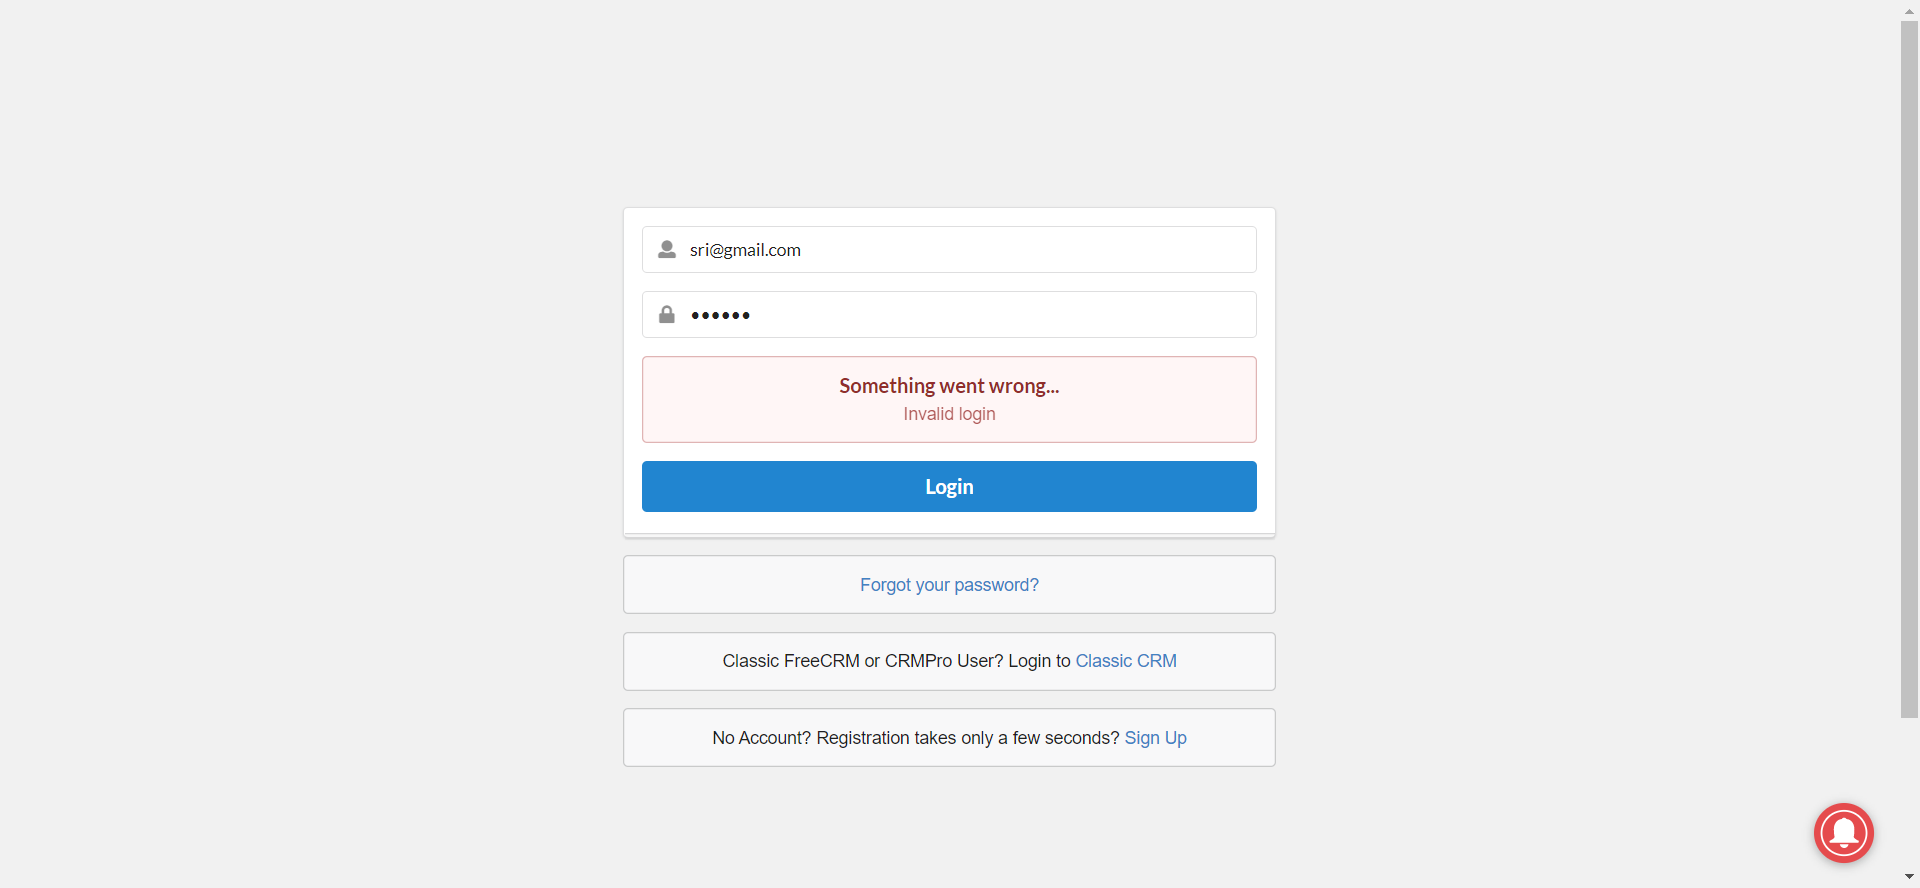 sri@gmail.com
••••••
Something went wrong...
Invalid login
Login
Forgot your password?
Classic FreeCRM or CRMPro User? Login to Classic CRM
No Account? Registration takes only a few seconds? Sign Up